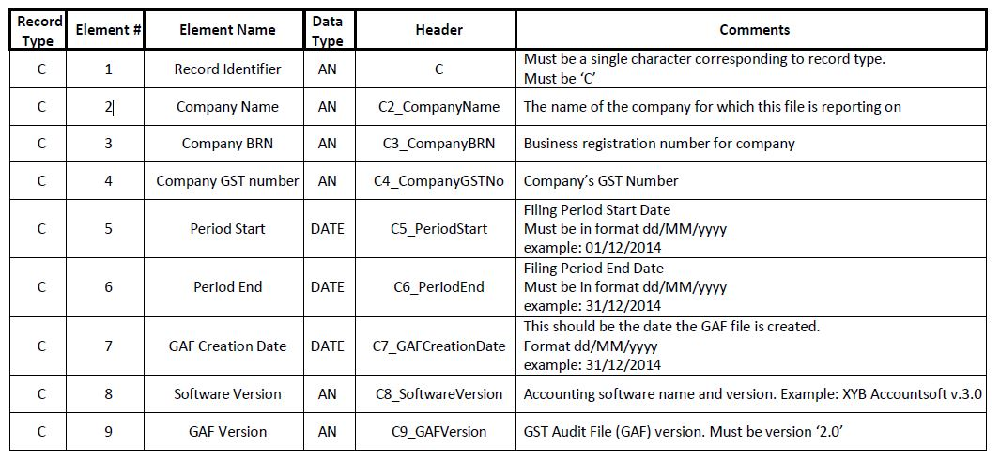 Record Type Element # Element Name Data Type Header Comments
C 1 Record Identifier AN C Must be a single character corresponding to record type.
Must be ‘C’
C 2 Company Name AN C2_CompanyName The name of the company for which this file is reporting on
C 3 Company BRN AN C3_CompanyBRN Business registration number for company
C 4 Company GST number AN C4_CompanyGSTNo Company’s GST Number
C 5 Period Start DATE C5_PeriodStart Filing Period Start Date
Must be in format dd/MM/yyyy
example: 01/12/2014
C 6 Period End DATE C6_PeriodEnd Filing Period End Date
Must be in format dd/MM/yyyy
example: 31/12/2014
C 7 GAF Creation Date DATE C7_GAFCreationDate This should be the date the GAF file is created.
Format dd/MM/yyyy
example: 31/12/2014
C 8 Software Version AN C8_SoftwareVersion Accounting software name and version. Example: XYB Accountsoft v.3.0
C 9 GAF Version AN C9_GAFVersion GST Audit File (GAF) version. Must be version ‘2.0’